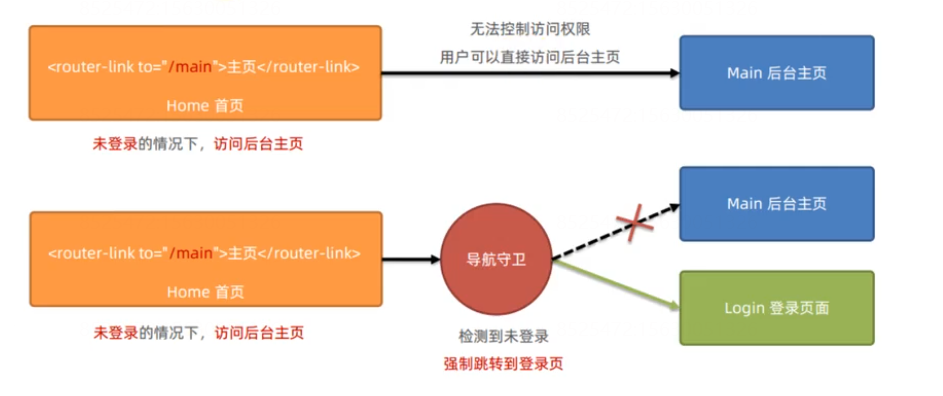 无法控制访问权限
用户可以直接访问后台主页
<router-link to="/main">主页</router-link>
Home 首页
Main 后台主页
未登录的情况下，访问后台主页
Main 后台主页
<router-link to="/main">主页</router-link>
Home 首页
导航守卫
Login 登录页面
未登录的情况下，访问后台主页
检测到未登录
强制跳转到登录页